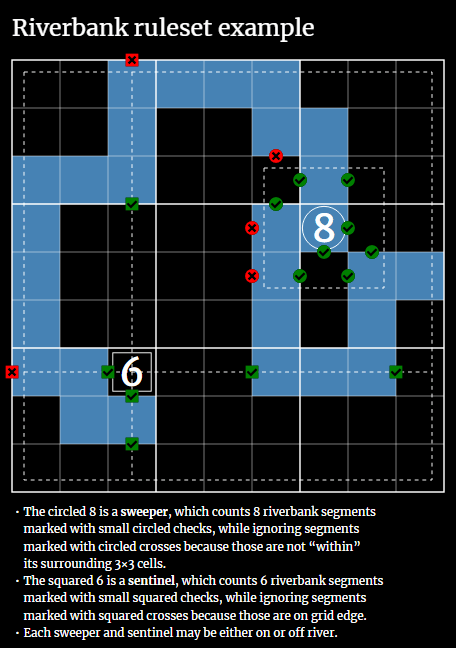 Riverbank ruleset example
8
6
· The circled 8 is a sweeper, which counts 8 riverbank segments
marked with small circled checks, while ignoring segments
marked with circled crosses because those are not “within”
its surrounding 3×3 cells.
· The squared 6 is a sentinel, which counts 6 riverbank segments
marked with small squared checks, while ignoring segments
marked with squared crosses because those are on grid edge.
· Each sweeper and sentinel may be either on or off river.